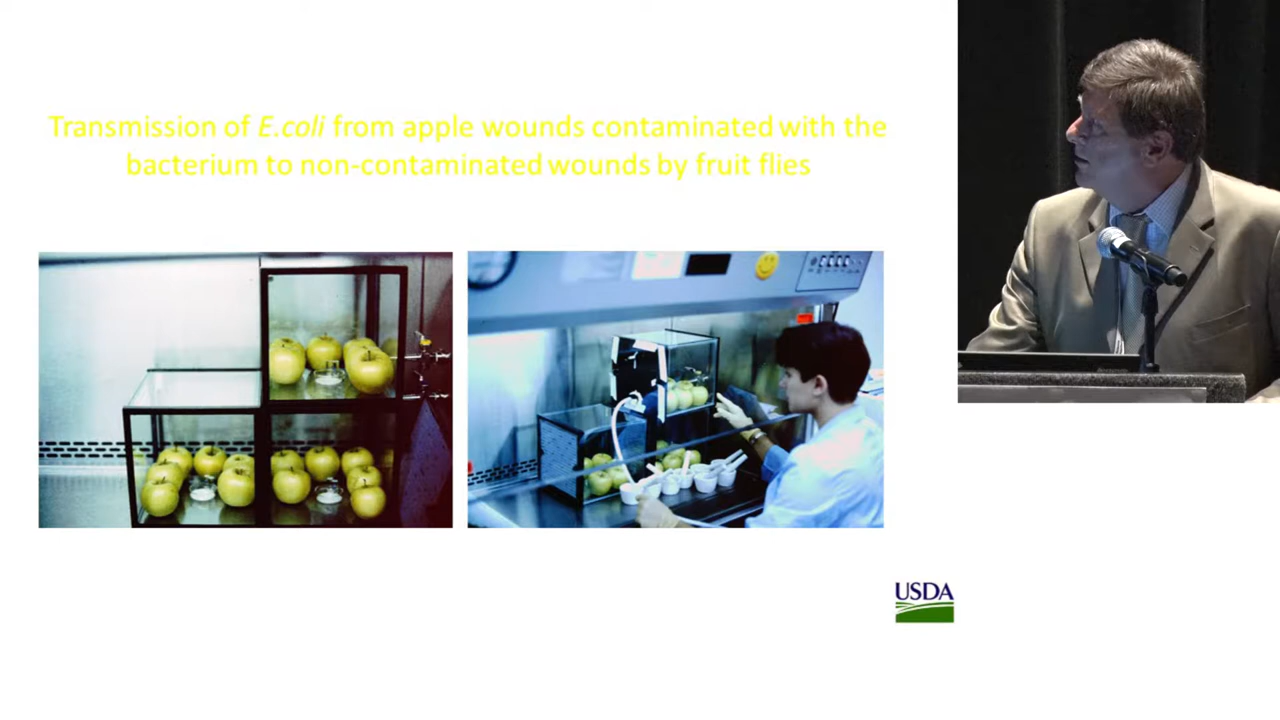 Transmission of E.coli from apple wounds contaminated with the
bacterium to non-contaminated wounds by fruit flies
USDA